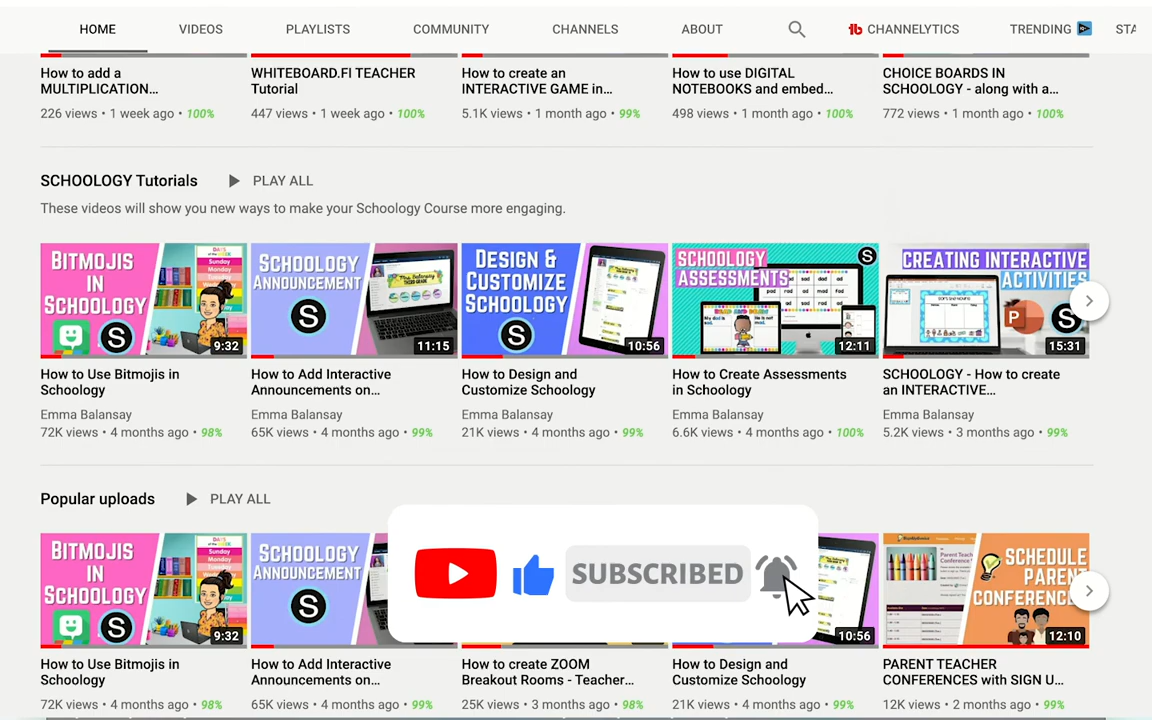 HOME VIDEOS PLAYLISTS COMMUNITY CHANNELS ABOUT CHANNELYTICS TRENDING STA
How to add a WHITEBOARD.FI TEACHER How to create an How to use DIGITAL CHOICE BOARDS IN
MULTIPLICATION... Tutorial INTERACTIVE GAME in... NOTEBOOKS and embed... SCHOOLOGY - along with a...
226 views • 1 week ago • 100% 447 views • 1 week ago • 100% 5.1K views • 1 month ago • 99% 498 views • 1 month ago • 100% 772 views • 1 month ago • 100%
SCHOOLOGY Tutorials PLAY ALL
These videos will show you new ways to make your Schoology Course more engaging.
BITMOJIS IN SCHOOLOGY Sunday Monday 9:32
SCHOOLOGY ANNOUNCEMENT S 11:15
DESIGN & CUSTOMIZE SCHOOLOGY S 10:56
SCHOOLOGY ASSESSMENTS S 12:11
CREATING INTERACTIVE ACTIVITIES P S 15:31
How to Use Bitmojis in How to Add Interactive How to Design and How to Create Assessments SCHOOLOGY - How to create
Schoology Announcements on... Customize Schoology in Schoology an INTERACTIVE...
Emma Balansay Emma Balansay Emma Balansay Emma Balansay Emma Balansay
72K views • 4 months ago • 98% 65K views • 4 months ago • 99% 21K views • 4 months ago • 99% 6.6K views • 4 months ago • 100% 5.2K views • 3 months ago • 99%
Popular uploads PLAY ALL
BITMOJIS IN SCHOOLOGY Sunday Monday 9:32
SCHOOLOGY ANNOUNCEMENT S
SUBSCRIBED
10:56
SCHEDULE PARENT CONFERENC 12:10
How to Use Bitmojis in How to Add Interactive How to create ZOOM How to Design and PARENT TEACHER
Schoology Announcements on... Breakout Rooms - Teacher... Customize Schoology CONFERENCES with SIGN U...
72K views • 4 months ago • 98% 65K views • 4 months ago • 99% 25K views • 3 months ago • 98% 21K views • 4 months ago • 99% 12K views • 2 months ago • 99%